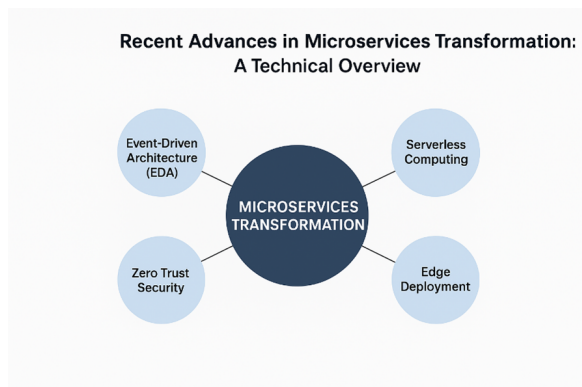 Recent Advances in Microservices Transformation:
A Technical Overview
Event-Driven
Architecture
(EDA)
Serverless
Computing
MICROSERVICES
TRANSFORMATION
Zero Trust
Security
Edge
Deployment